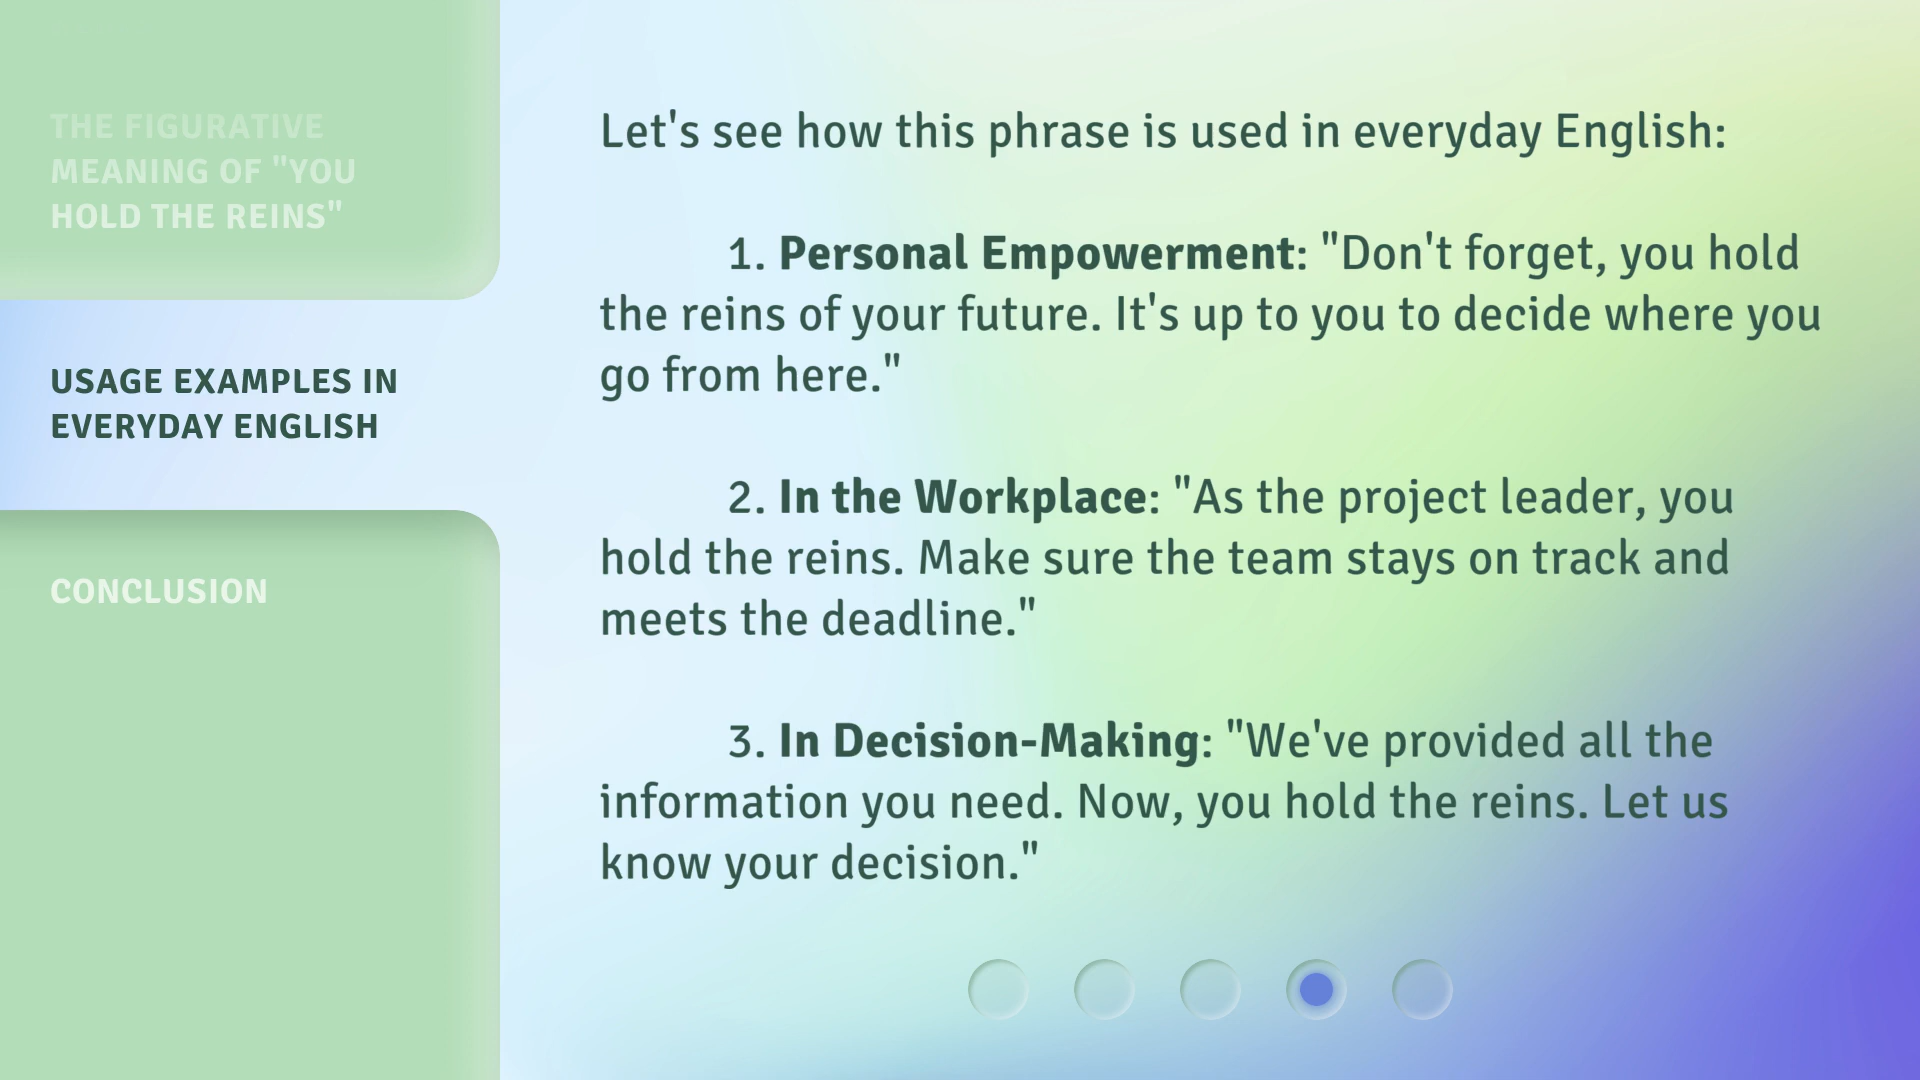 THE FIGURATIVE
MEANING OF "YOU
HOLD THE REINS"
USAGE EXAMPLES IN
EVERYDAY ENGLISH
CONCLUSION
Let's see how this phrase is used in everyday English:
1. Personal Empowerment: "Don't forget, you hold
the reins of your future. It's up to you to decide where you
go from here."
2. In the Workplace: "As the project leader, you
hold the reins. Make sure the team stays on track and
meets the deadline."
3. In Decision-Making: "We've provided all the
information you need. Now, you hold the reins. Let us
know your decision."